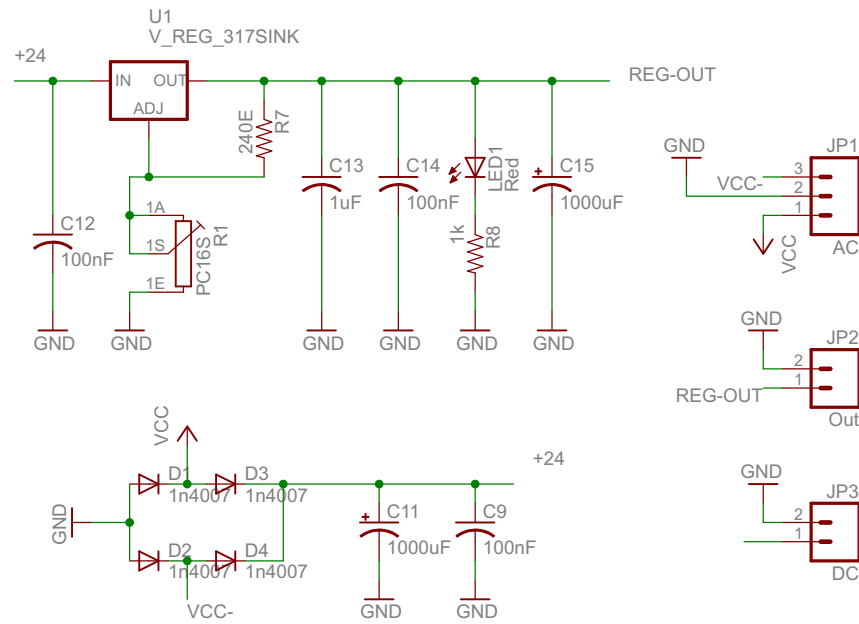 U1
V_REG_317SINK
+24
IN
OUT
ADJ
REG-OUT
240E
R7
C12
100nF
1A
1S
1E
PC16S
R1
GND
GND
C13
1uF
GND
C14
100nF
GND
LED1
Red
1k
R8
GND
C15
1000uF
GND
GND
JP1
VCC-
3
2
1
VCC
AC
GND
JP2
2
1
REG-OUT
Out
GND
JP3
2
1
DC
VCC
GND
D1
1n4007
D3
1n4007
D2
1n4007
D4
1n4007
VCC-
+24
C11
1000uF
GND
C9
100nF
GND